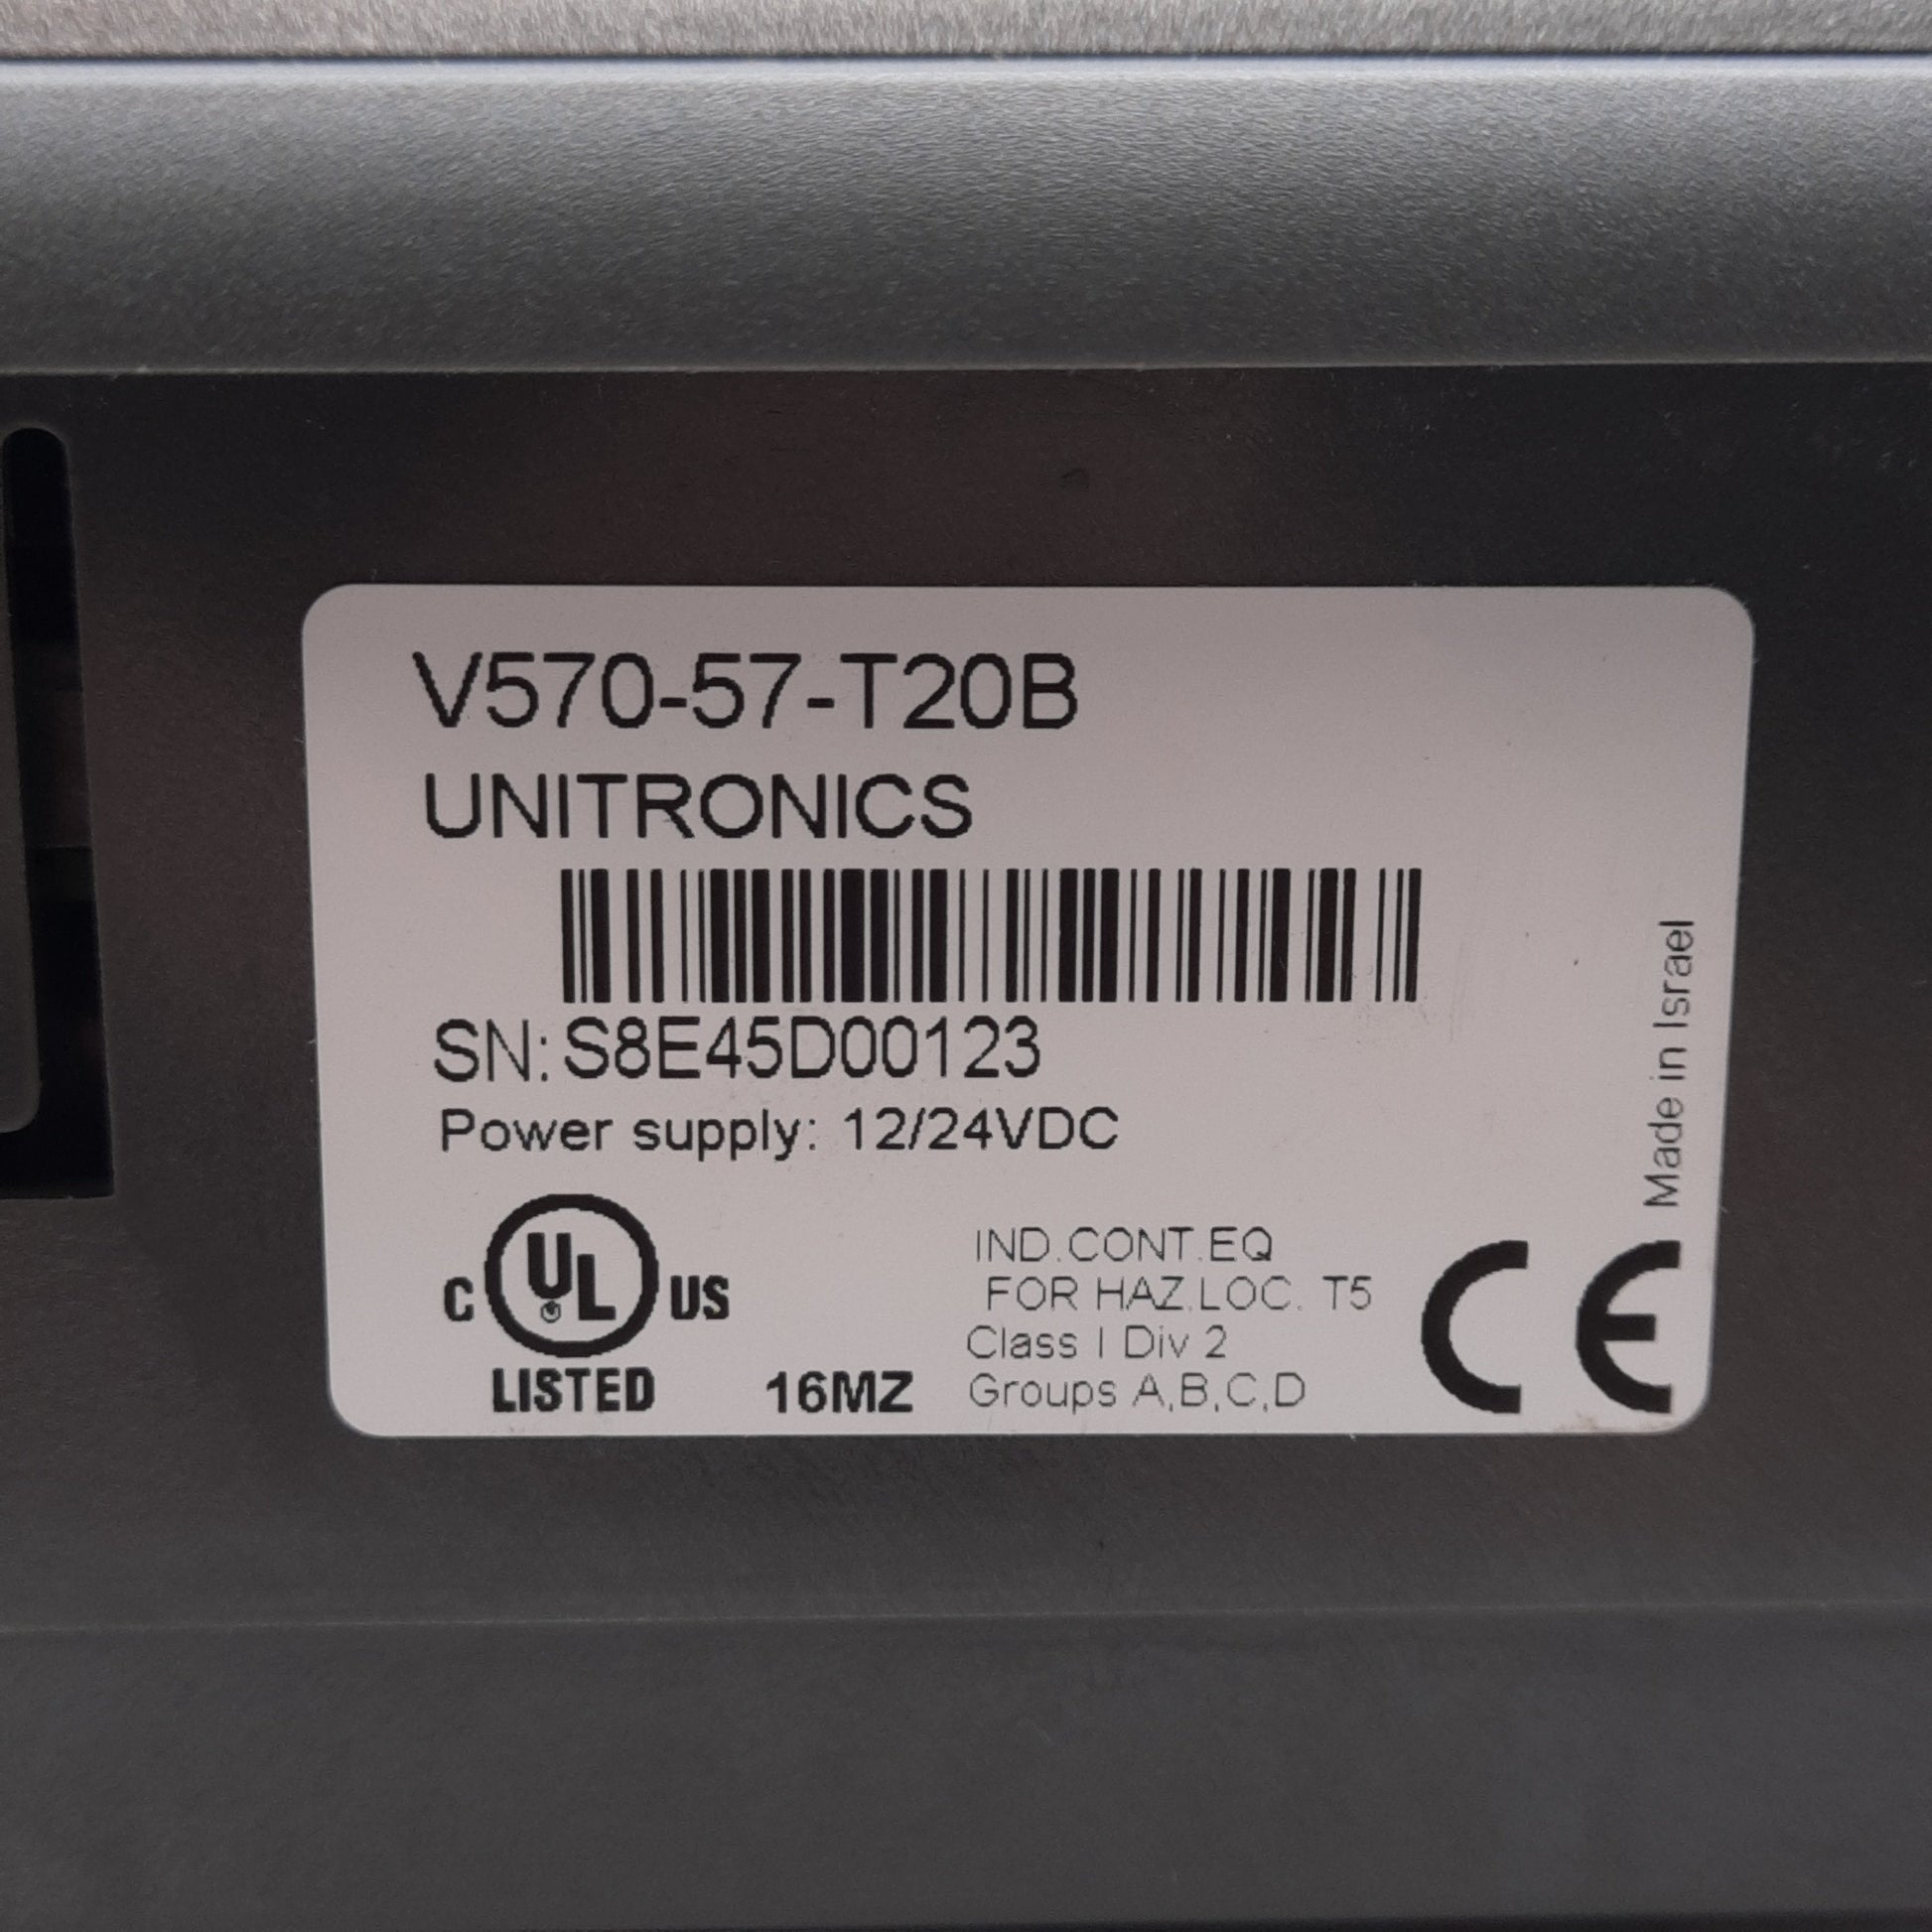 V570-57-T20B
UNITRONICS
SN: S8E45D00123
Power supply: 12/24VDC
Made in Israel
C UL US
LISTED
16MZ
IND.CONT.EQ
FOR HAZ.LOC. T5
Class I Div 2
Groups A,B,C,D
CE